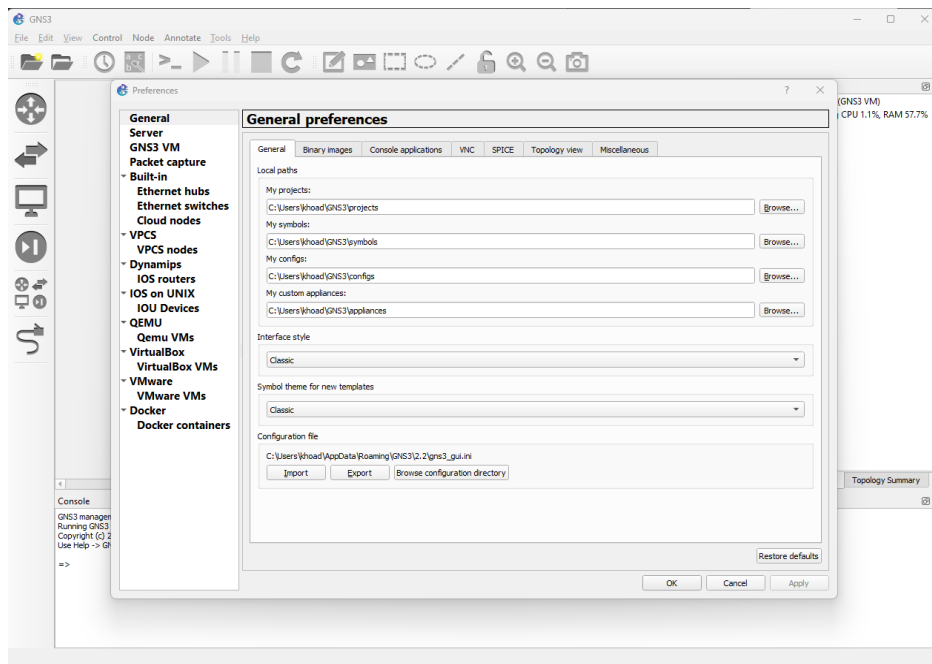 GNS3
File Edit View Control Node Annotate Tools Help
Preferences
(GNS3 VM)
CPU 1.1%, RAM 57.7%
General
Server
GNS3 VM
Packet capture
Built-in
Ethernet hubs
Ethernet switches
Cloud nodes
VPCS
VPCS nodes
Dynamips
IOS routers
IOS on UNIX
IOU Devices
QEMU
Qemu VMs
VirtualBox
VirtualBox VMs
VMware
VMware VMs
Docker
Docker containers
General preferences
General Binary images Console applications VNC SPICE Topology view Miscellaneous
Local paths
My projects:
C:\Users\khoad\GNS3\projects Browse...
My symbols:
C:\Users\khoad\GNS3\symbols Browse...
My configs:
C:\Users\khoad\GNS3\configs Browse...
My custom appliances:
C:\Users\khoad\GNS3\appliances Browse...
Interface style
Classic
Symbol theme for new templates
Classic
Configuration file
C:\Users\khoad\AppData\Roaming\GNS3\2.2\gns3_gui.ini
Import Export Browse configuration directory
Restore defaults
OK Cancel Apply
Topology Summary
Console
GNS3 manager
Running GNS3
Copyright (c) 2
Use Help -> GN
=>